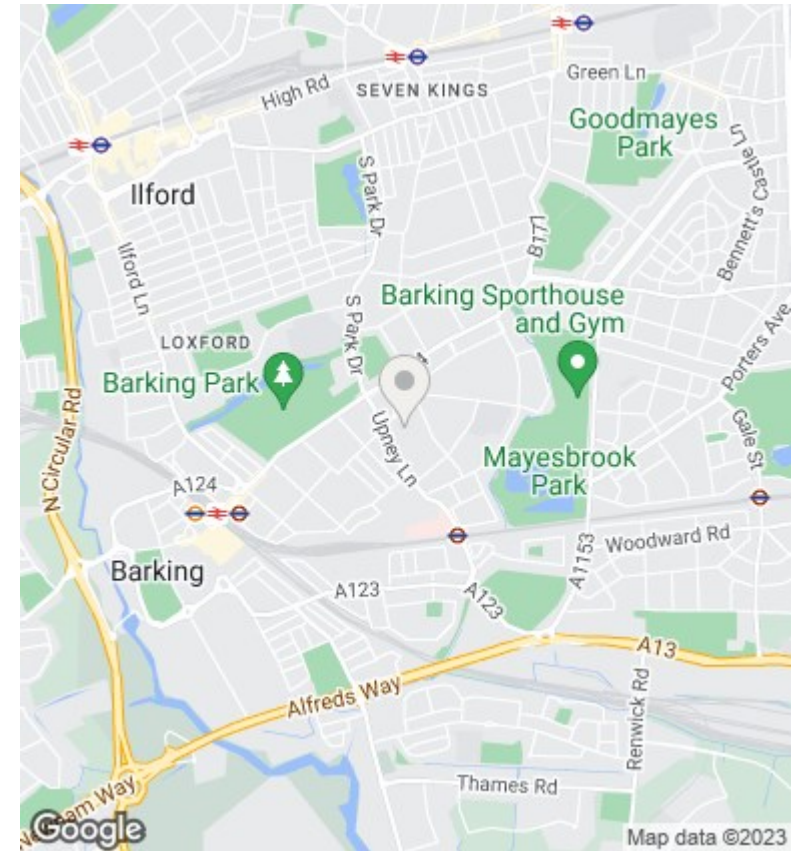 Green Ln
High Rd
SEVEN KINGS
Goodmayes
Park
Bennett's Castle Ln
Ilford
S Park Dr
B177
Ilford Ln
Barking Sporthouse
and Gym
S Park Dr
LOXFORD
Porters Ave
Barking Park
Upney Ln
Gale St
N Circular Rd
Mayesbrook
Park
A124
Woodward Rd
A1153
Barking
A123
A123
A13
Alfreds Way
Renwick Rd
Thames Rd
Way
Google
Map data ©2023